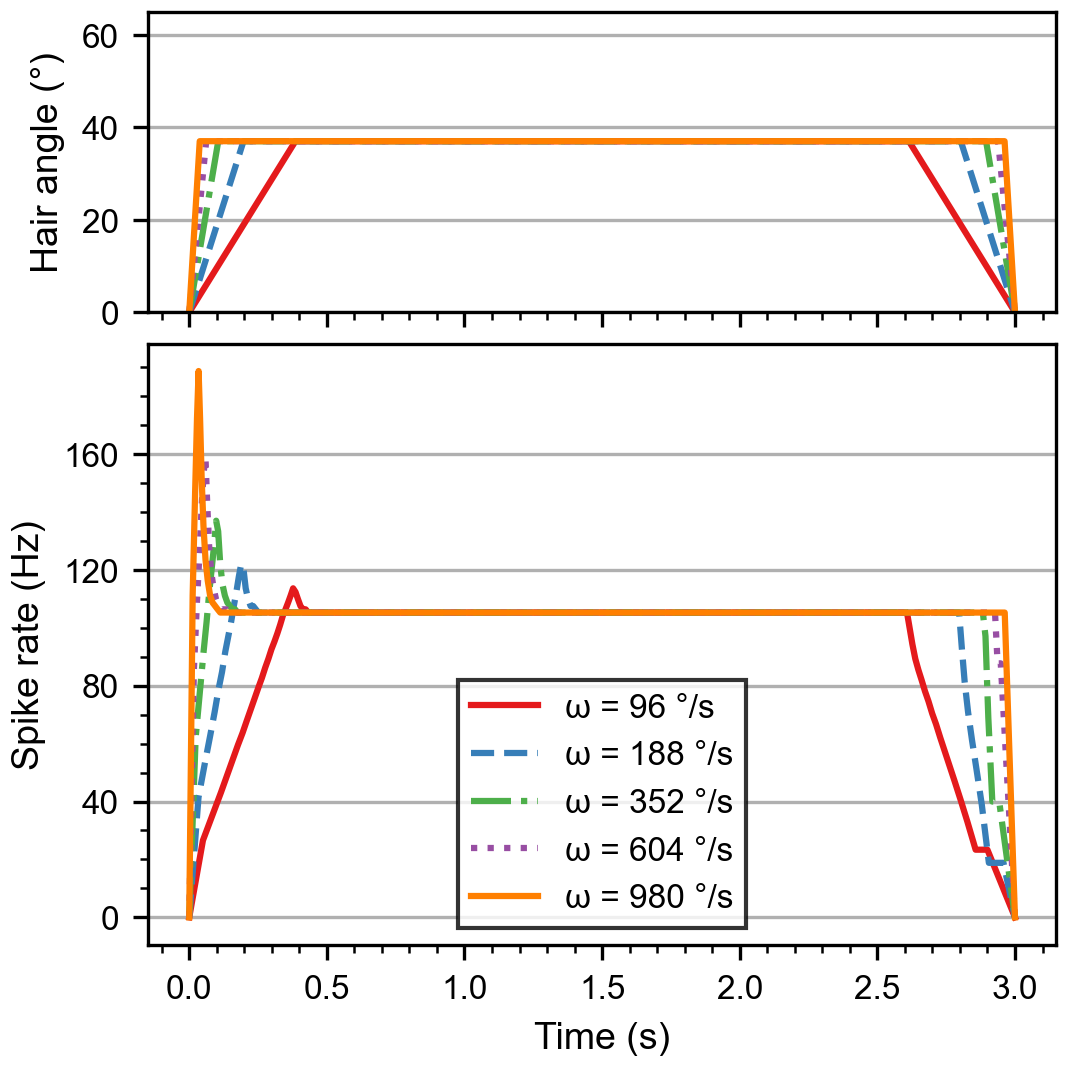 Hair angle (°)
60
40
20
0
Spike rate (Hz)
160
120
80
40
0
ω = 96 °/s
ω = 188 °/s
ω = 352 °/s
ω = 604 °/s
ω = 980 °/s
0.0 0.5 1.0 1.5 2.0 2.5 3.0
Time (s)